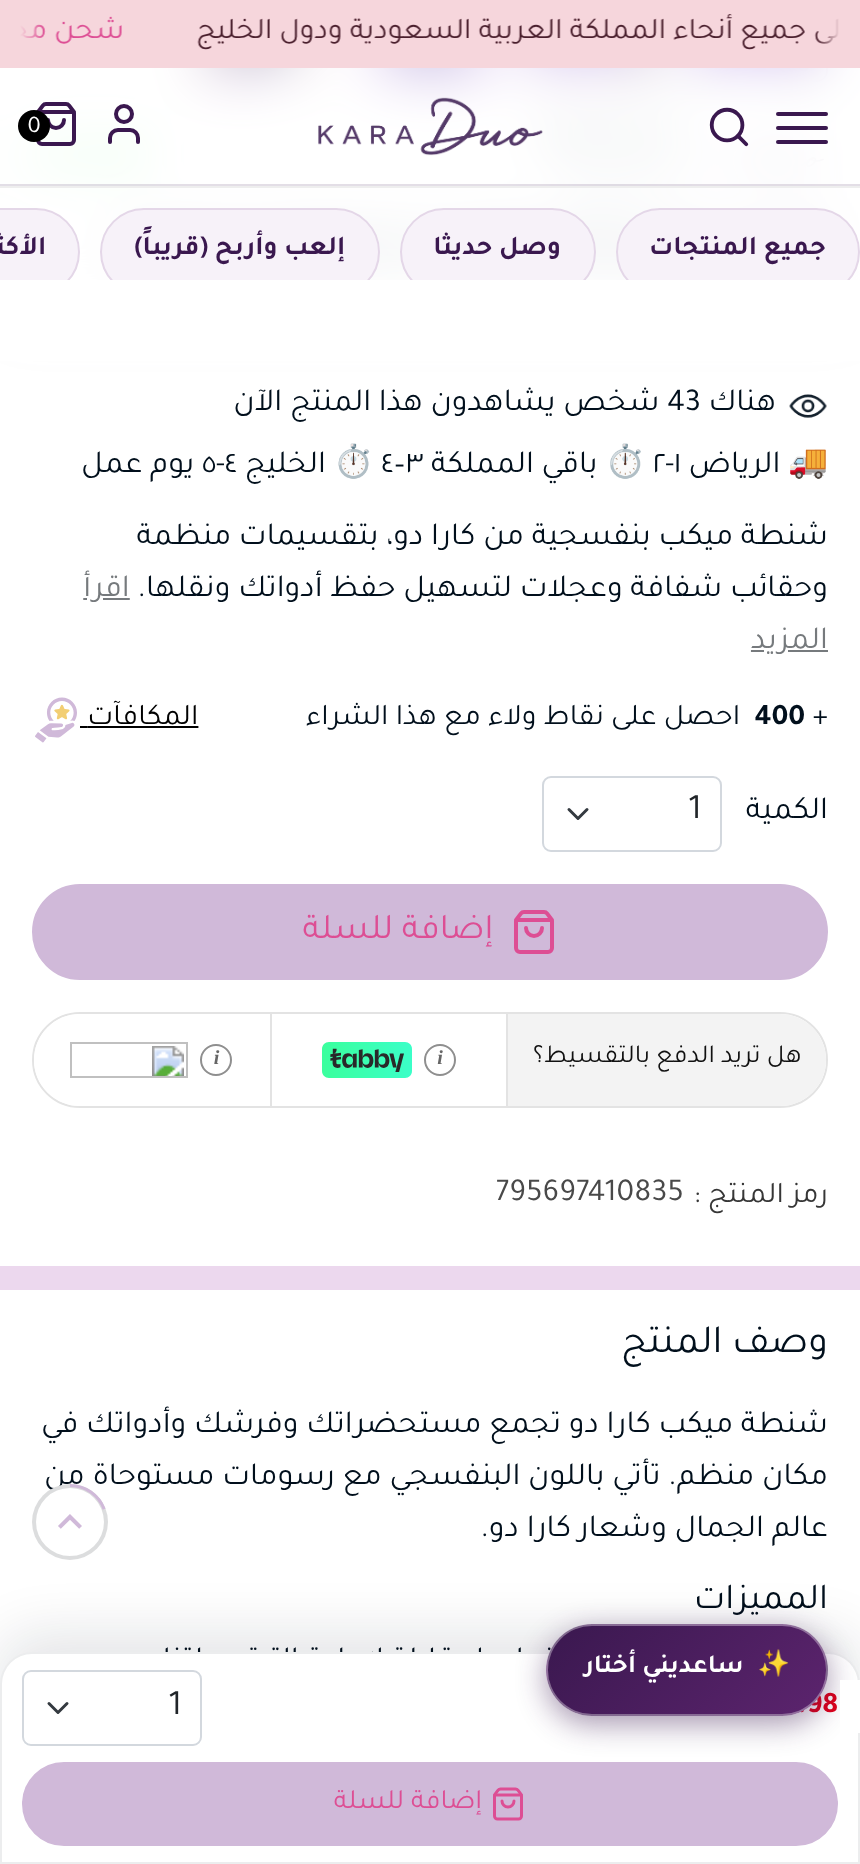 جميع أنحاء المملكة العربية السعودية ودول الخليج
شحن
0
KARA Duo
جميع المنتجات
وصل حديثا
إلعب وأربح (قريباً)
هناك 43 شخص يشاهدون هذا المنتج الآن
🚚 الرياض ١-٢ ⏱️ باقي المملكة ٣-٤ ⏱️ الخليج ٤-٥ يوم عمل
شنطة ميكب بنفسجية من كارا دو، بتقسيمات منظمة
وحقائب شفافة وعجلات لتسهيل حفظ أدواتك ونقلها. اقرأ
المزيد
+ 400 احصل على نقاط ولاء مع هذا الشراء
المكافآت
الكمية
1
إضافة للسلة
هل تريد الدفع بالتقسيط؟
i
tabby
i
رمز المنتج : 795697410835
وصف المنتج
شنطة ميكب كارا دو تجمع مستحضراتك وفرشك وأدواتك في
مكان منظم. تأتي باللون البنفسجي مع رسومات مستوحاة من
عالم الجمال وشعار كارا دو.
المميزات
✨ ساعديني أختار
1
إضافة للسلة